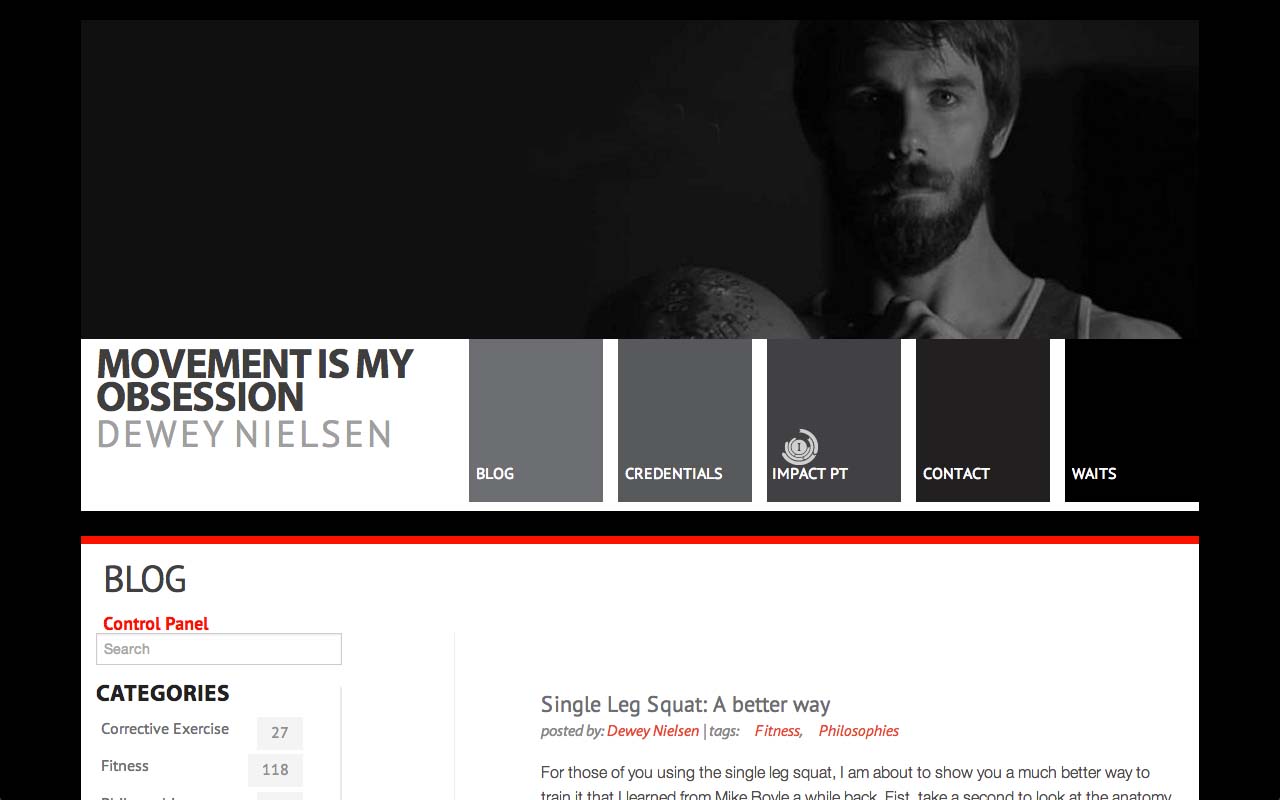 MOVEMENT IS MY
OBSESSION
DEWEY NIELSEN
BLOG
CREDENTIALS
I
IMPACT PT
CONTACT
WAITS
BLOG
Control Panel
Search
CATEGORIES
Corrective Exercise 27
Fitness 118
Single Leg Squat: A better way
posted by: Dewey Nielsen | tags: Fitness, Philosophies
For those of you using the single leg squat, I am about to show you a much better way to
train it that I learned from Mike Boyle a while back. Fist, take a second to look at the anatomy